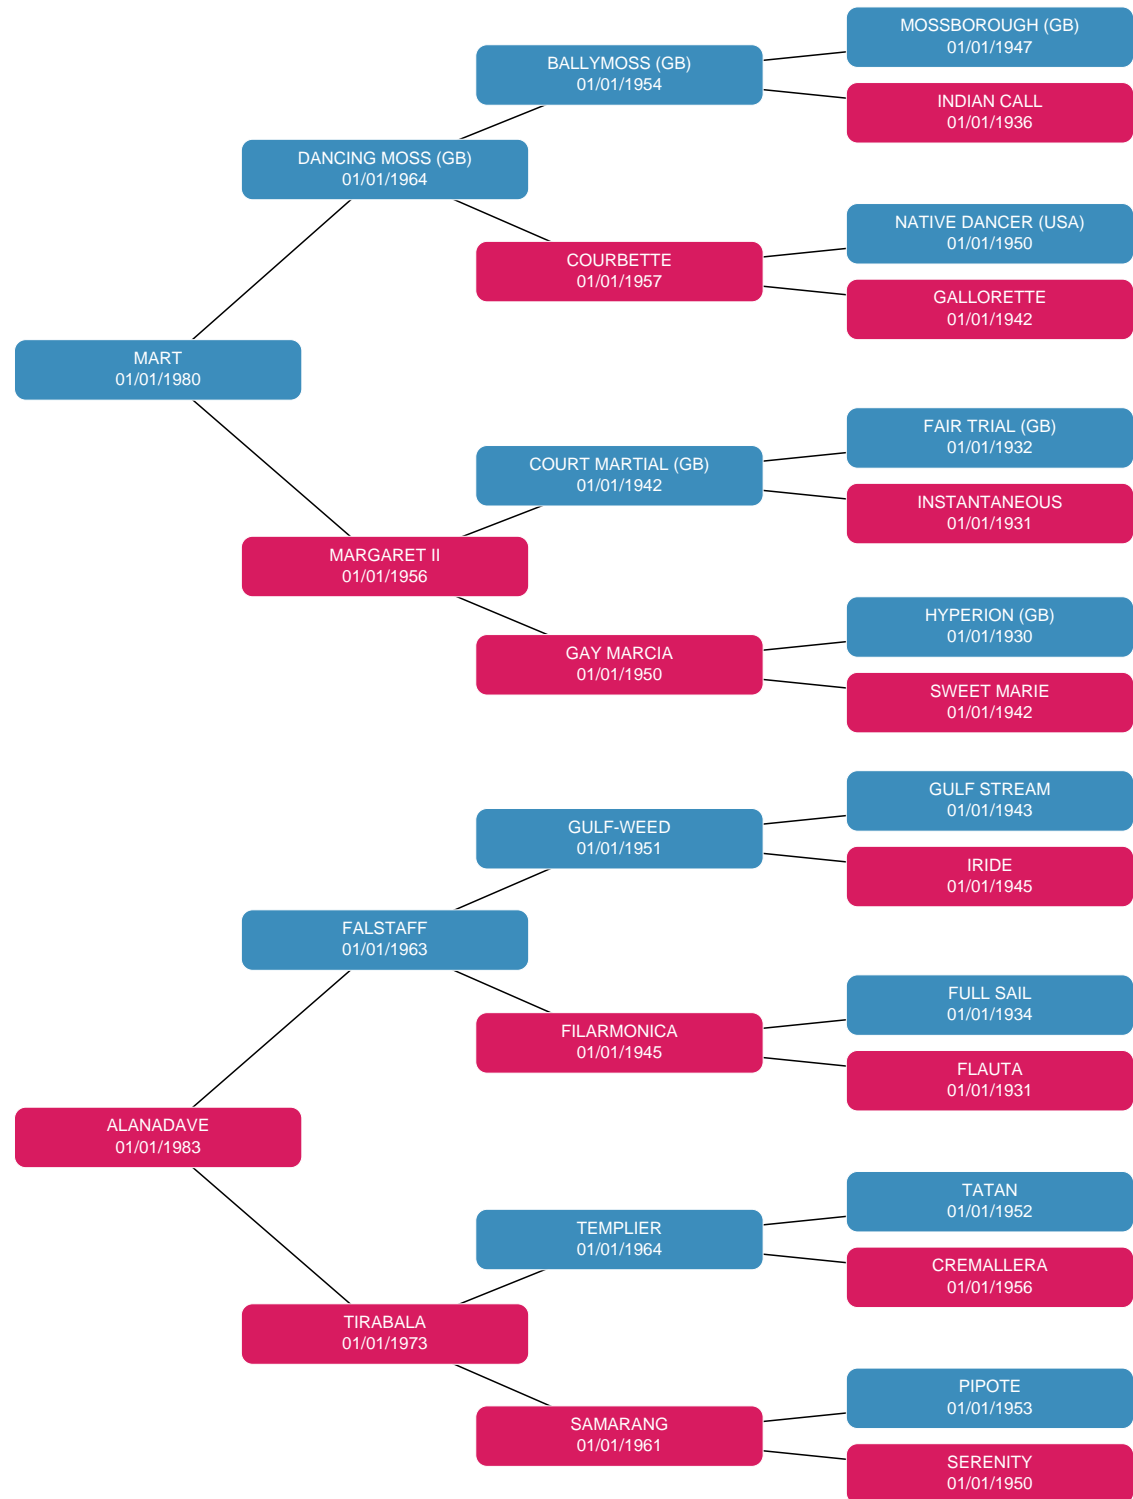 MOSSBOROUGH (GB)
01/01/1947
BALLYMOSS (GB)
01/01/1954
INDIAN CALL
01/01/1936
DANCING MOSS (GB)
01/01/1964
NATIVE DANCER (USA)
01/01/1950
COURBETTE
01/01/1957
GALLORETTE
01/01/1942
MART
01/01/1980
FAIR TRIAL (GB)
01/01/1932
COURT MARTIAL (GB)
01/01/1942
INSTANTANEOUS
01/01/1931
MARGARET II
01/01/1956
HYPERION (GB)
01/01/1930
GAY MARCIA
01/01/1950
SWEET MARIE
01/01/1942
GULF STREAM
01/01/1943
GULF-WEED
01/01/1951
IRIDE
01/01/1945
FALSTAFF
01/01/1963
FULL SAIL
01/01/1934
FILARMONICA
01/01/1945
FLAUTA
01/01/1931
ALANADAVE
01/01/1983
TATAN
01/01/1952
TEMPLIER
01/01/1964
CREMALLERA
01/01/1956
TIRABALA
01/01/1973
PIPOTE
01/01/1953
SAMARANG
01/01/1961
SERENITY
01/01/1950